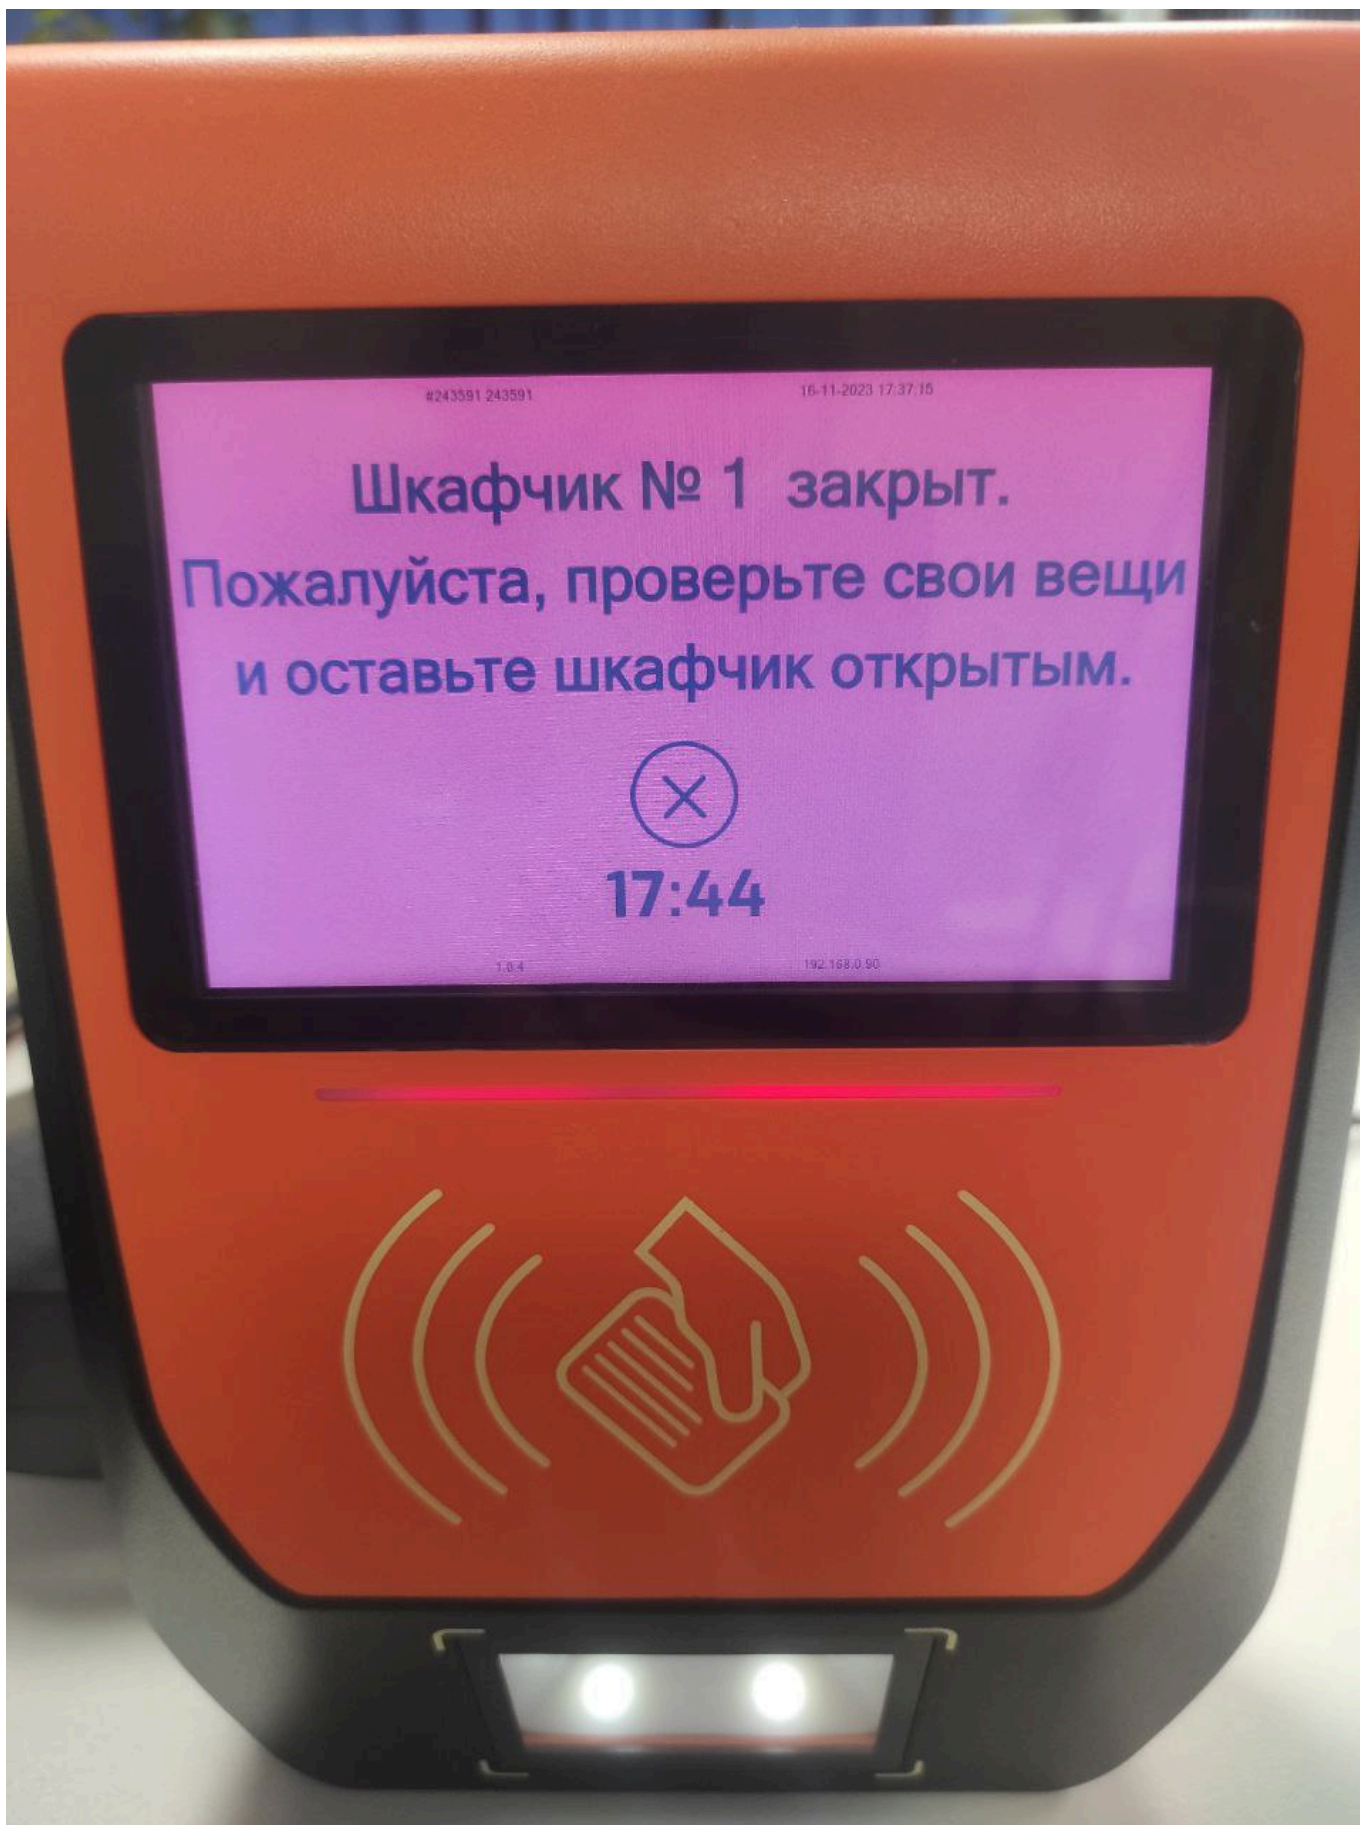 #243591 243591
16-11-2023 17:37:15
Шкафчик № 1 закрыт.
Пожалуйста, проверьте свои вещи
и оставьте шкафчик открытым.
17:44
1.0.4
192.168.0.90